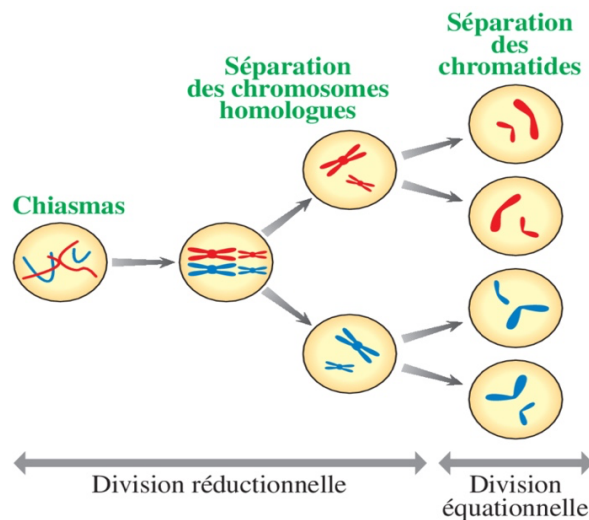 Séparation
des
chromatides
Séparation
des chromosomes
homologues
Chiasmas
Division réductionnelle
Division
équationnelle